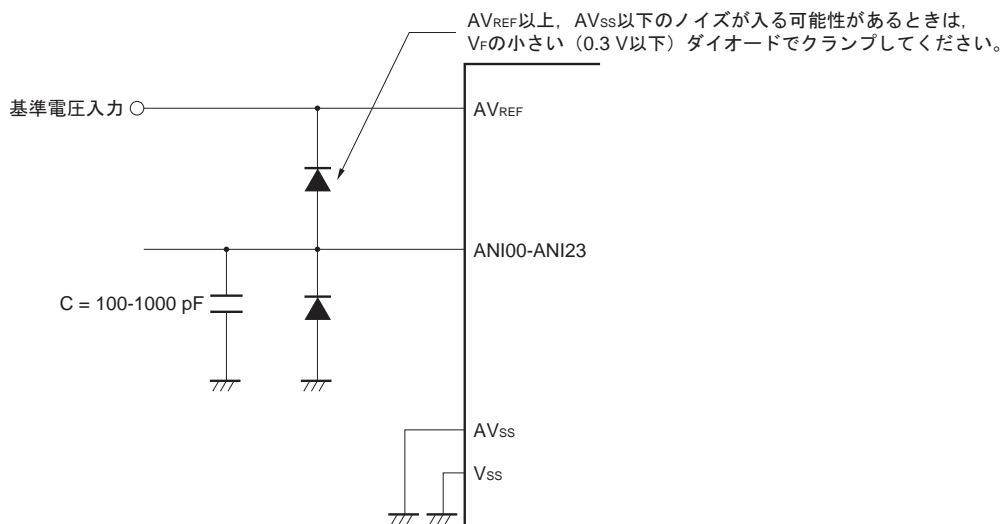 AVREF以上,AVSS以下のノイズが入る可能性があるときは,
VFの小さい(0.3 V以下)ダイオードでクランプしてください。
基準電圧入力
AVREF
ANI00-ANI23
C = 100-1000 pF
AVSS
VSS